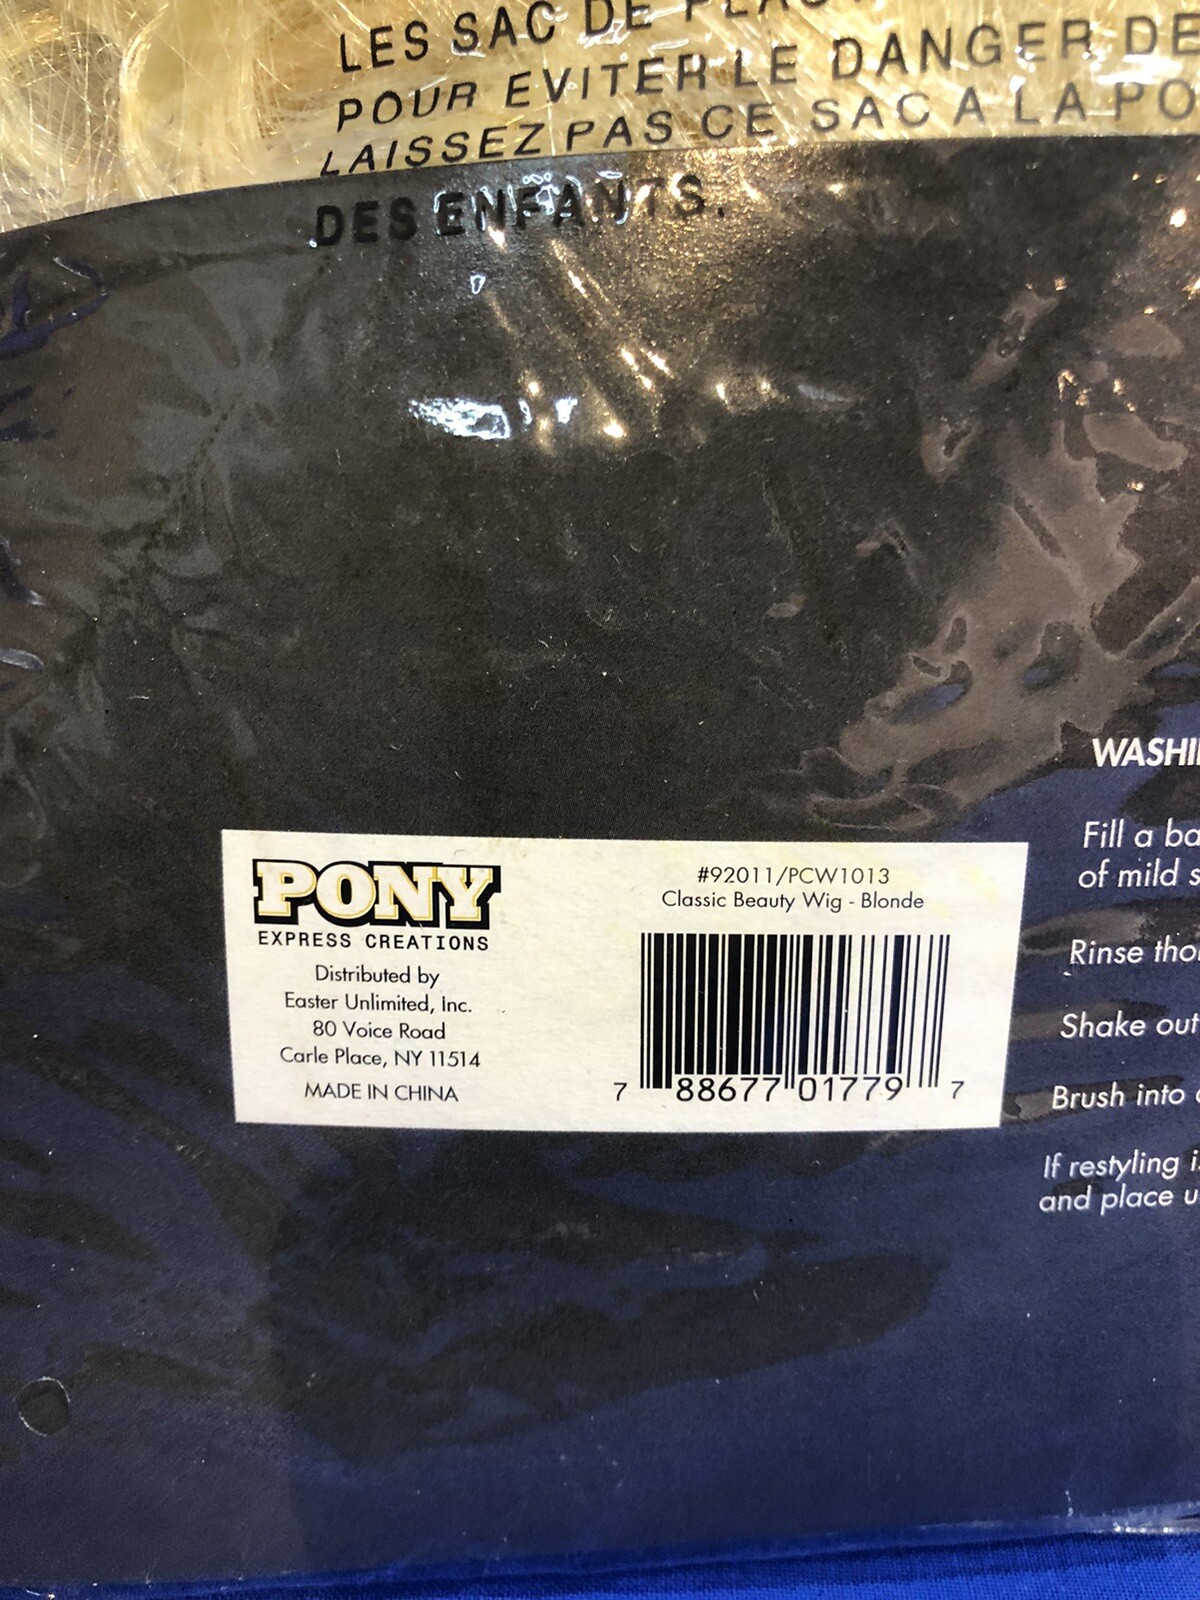 LES SAC DE
POUR EVITER LE DANGER DE
LAISSEZ PAS CE SAC A LA
DES ENFANTS.
WASHI
Fill a ba
of mild s
Rinse tho
Shake out
Brush into
If restyling
and place u
PONY
EXPRESS CREATIONS
Distributed by
Easter Unlimited, Inc.
80 Voice Road
Carle Place, NY 11514
MADE IN CHINA
#92011/PCW1013
Classic Beauty Wig - Blonde
7 88677 01779 7